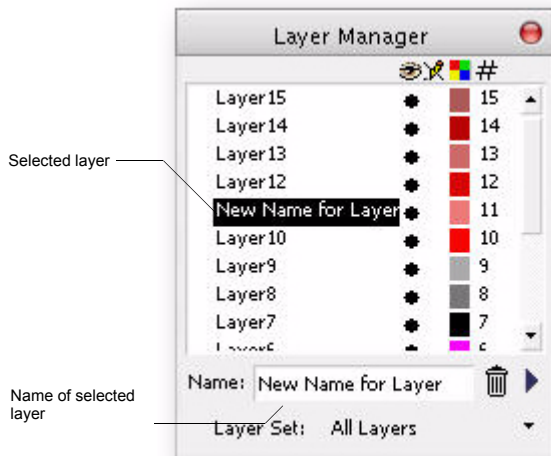 Layer Manager
#
Layer15 15
Layer14 14
Layer13 13
Selected layer
Layer12 12
New Name for Layer 11
Layer10 10
Layer9 9
Layer8 8
Layer7 7
Layer6 6
Name: New Name for Layer
Name of selected
layer
Layer Set: All Layers